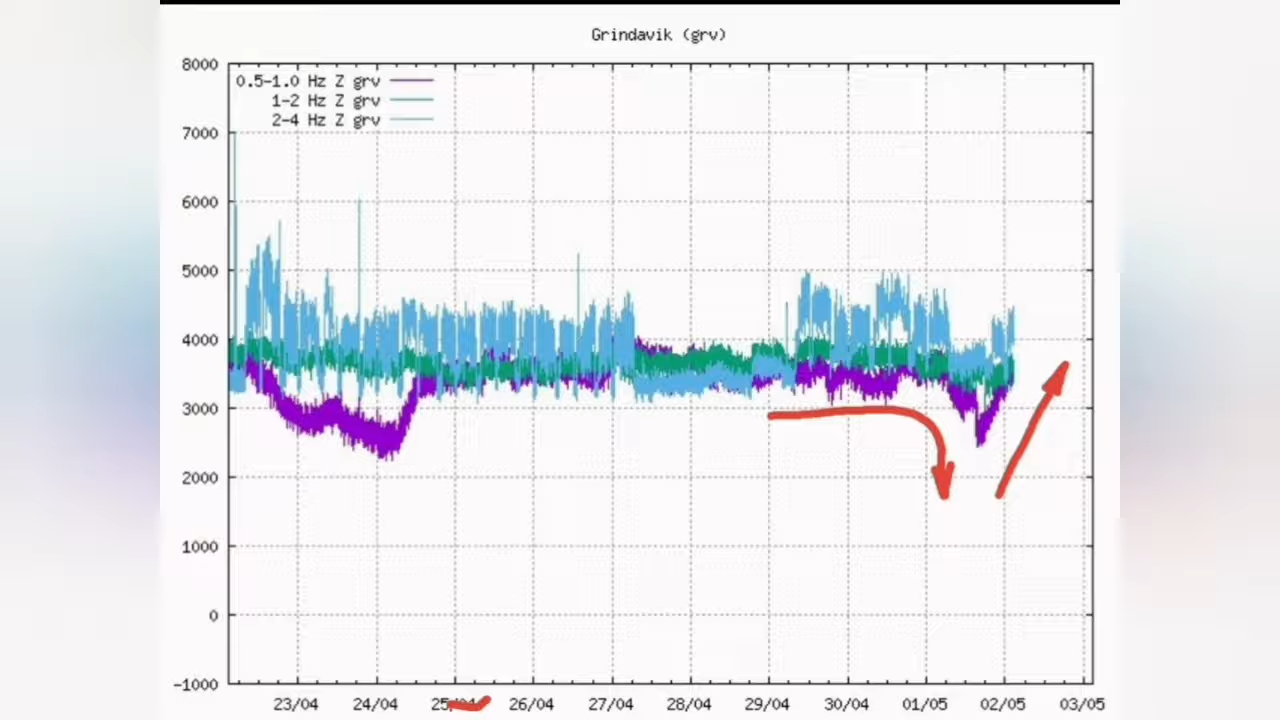 Grindavik (grv)
8000
0.5-1.0 Hz Z grv
1-2 Hz Z grv
2-4 Hz Z grv
7000
6000
5000
4000
3000
2000
1000
0
-1000
23/04 24/04 25/04 26/04 27/04 28/04 29/04 30/04 01/05 02/05 03/05